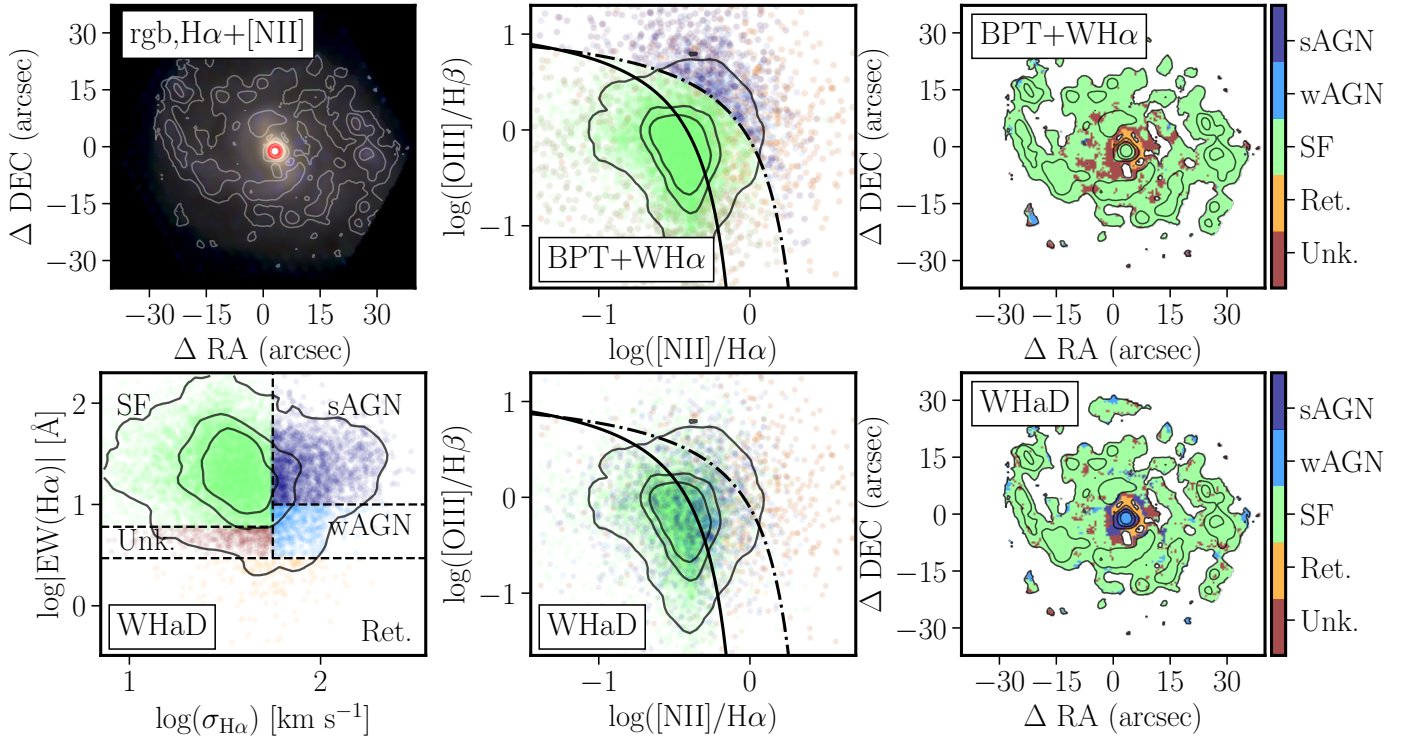 rgb,Hα+[NII]
Δ DEC (arcsec)
30
15
0
−15
−30
−30 −15 0 15 30
Δ RA (arcsec)
BPT+WHα
log([OIII]/Hβ)
1
0
−1
−1 0
log([NII]/Hα)
BPT+WHα
Δ DEC (arcsec)
30
15
0
−15
−30
−30 −15 0 15 30
Δ RA (arcsec)
sAGN
wAGN
SF
Ret.
Unk.
log|EW(Hα)| [Å]
2
1
0
SF
sAGN
Unk.
wAGN
WHaD
Ret.
1 2
log(σHα) [km s⁻¹]
log([OIII]/Hβ)
1
0
−1
WHaD
−1 0
log([NII]/Hα)
WHaD
Δ DEC (arcsec)
30
15
0
−15
−30
−30 −15 0 15 30
Δ RA (arcsec)
sAGN
wAGN
SF
Ret.
Unk.